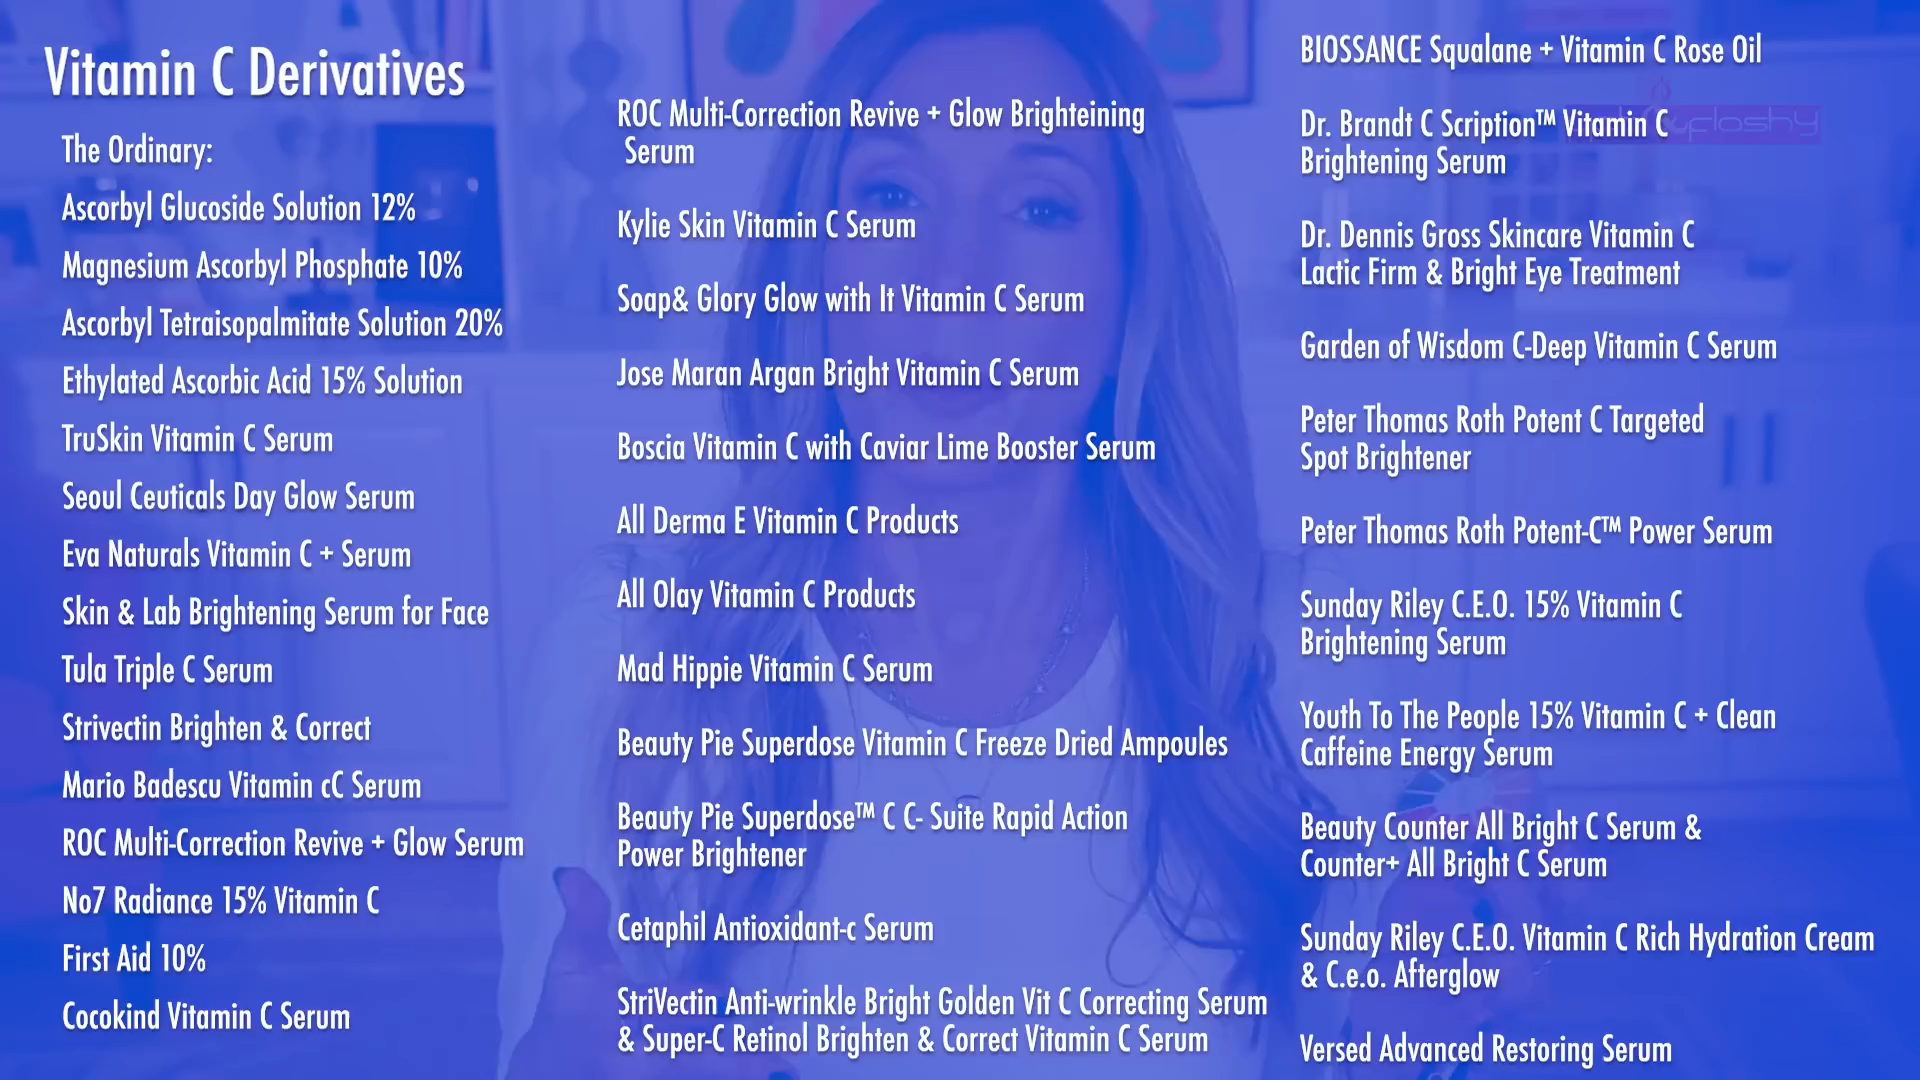 Vitamin C Derivatives
The Ordinary:
Ascorbyl Glucoside Solution 12%
Magnesium Ascorbyl Phosphate 10%
Ascorbyl Tetraisopalmitate Solution 20%
Ethylated Ascorbic Acid 15% Solution
TruSkin Vitamin C Serum
Seoul Ceuticals Day Glow Serum
Eva Naturals Vitamin C + Serum
Skin & Lab Brightening Serum for Face
Tula Triple C Serum
Strivectin Brighten & Correct
Mario Badescu Vitamin cC Serum
ROC Multi-Correction Revive + Glow Serum
No7 Radiance 15% Vitamin C
First Aid 10%
Cocokind Vitamin C Serum
ROC Multi-Correction Revive + Glow Brighteining
Serum
Kylie Skin Vitamin C Serum
Soap& Glory Glow with It Vitamin C Serum
Jose Maran Argan Bright Vitamin C Serum
Boscia Vitamin C with Caviar Lime Booster Serum
All Derma E Vitamin C Products
All Olay Vitamin C Products
Mad Hippie Vitamin C Serum
Beauty Pie Superdose Vitamin C Freeze Dried Ampoules
Beauty Pie Superdose™ C C- Suite Rapid Action
Power Brightener
Cetaphil Antioxidant-c Serum
StriVectin Anti-wrinkle Bright Golden Vit C Correcting Serum
& Super-C Retinol Brighten & Correct Vitamin C Serum
BIOSSANCE Squalane + Vitamin C Rose Oil
Dr. Brandt C Scription™ Vitamin C
Brightening Serum
Dr. Dennis Gross Skincare Vitamin C
Lactic Firm & Bright Eye Treatment
Garden of Wisdom C-Deep Vitamin C Serum
Peter Thomas Roth Potent C Targeted
Spot Brightener
Peter Thomas Roth Potent-C™ Power Serum
Sunday Riley C.E.O. 15% Vitamin C
Brightening Serum
Youth To The People 15% Vitamin C + Clean
Caffeine Energy Serum
Beauty Counter All Bright C Serum &
Counter+ All Bright C Serum
Sunday Riley C.E.O. Vitamin C Rich Hydration Cream
& C.e.o. Afterglow
Versed Advanced Restoring Serum